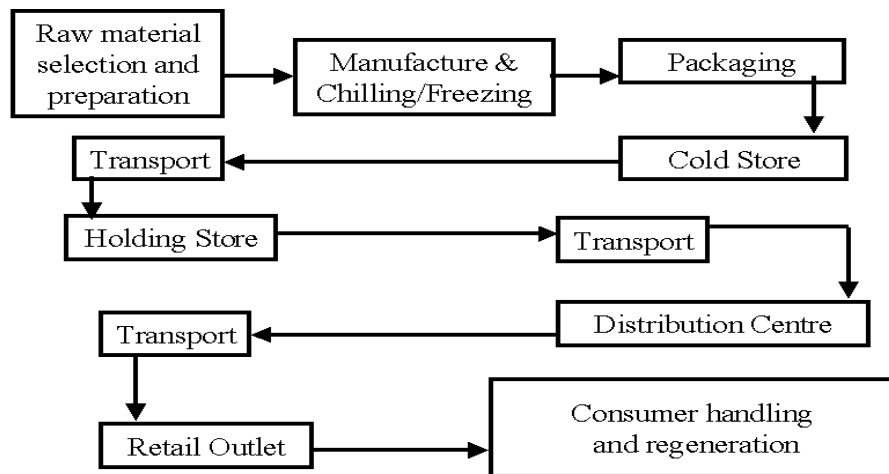 Raw material
selection and
preparation
Manufacture &
Chilling/Freezing
Packaging
Cold Store
Transport
Holding Store
Transport
Distribution Centre
Transport
Retail Outlet
Consumer handling
and regeneration